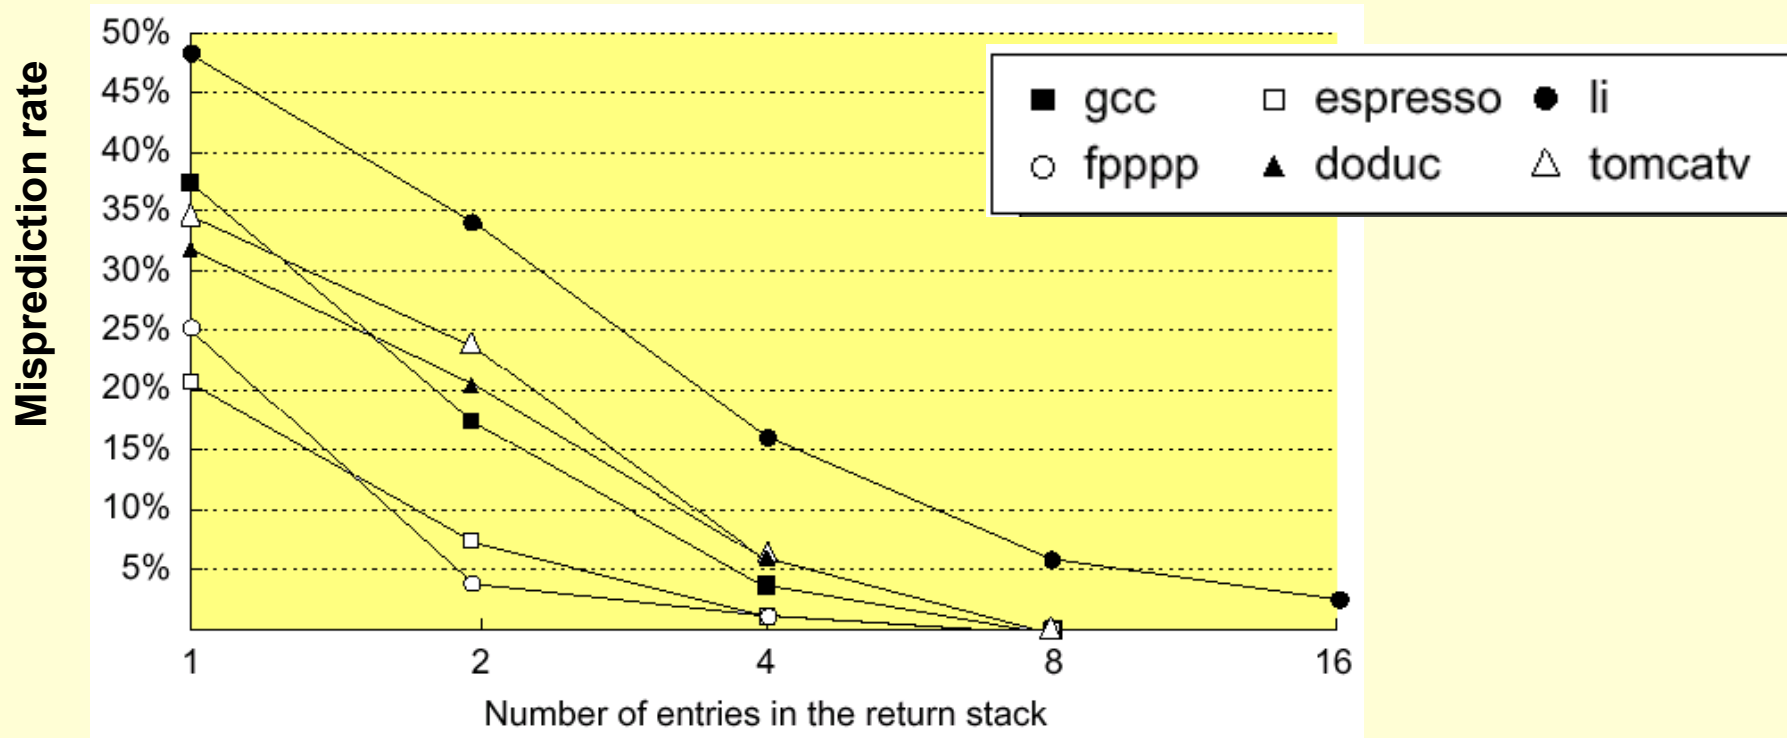 Misprediction rate
50%
45%
40%
35%
30%
25%
20%
15%
10%
5%
gcc espresso li
fpppp doduc tomcatv
1 2 4 8 16
Number of entries in the return stack